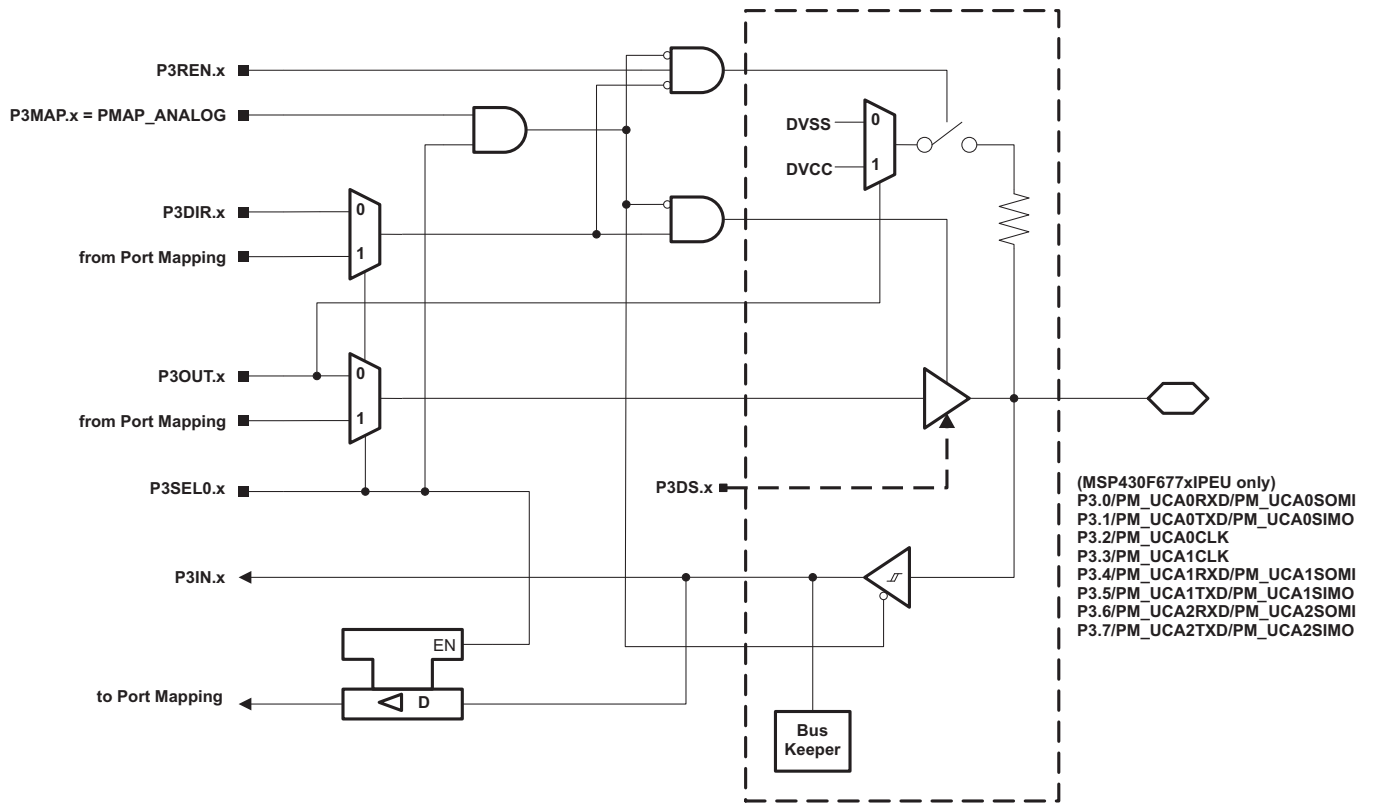 P3REN.x
P3MAP.x = PMAP_ANALOG
DVSS
0
DVCC
1
P3DIR.x
0
from Port Mapping
1
P3OUT.x
0
from Port Mapping
1
P3SEL0.x
P3DS.x
(MSP430F677xIPEU only)
P3.0/PM_UCA0RXD/PM_UCA0SOMI
P3.1/PM_UCA0TXD/PM_UCA0SIMO
P3.2/PM_UCA0CLK
P3.3/PM_UCA1CLK
P3.4/PM_UCA1RXD/PM_UCA1SOMI
P3.5/PM_UCA1TXD/PM_UCA1SIMO
P3.6/PM_UCA2RXD/PM_UCA2SOMI
P3.7/PM_UCA2TXD/PM_UCA2SIMO
P3IN.x
EN
to Port Mapping
D
Bus
Keeper